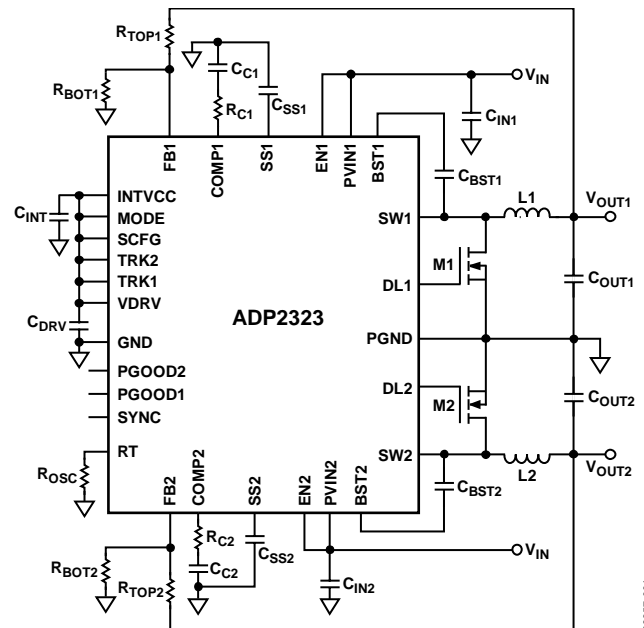 RTOP1
RBOT1
CC1
RC1
CSS1
VIN
CIN1
FB1
COMP1
SS1
EN1
PVIN1
BST1
CBST1
L1
VOUT1
CINT
INTVCC
MODE
SCFG
TRK2
TRK1
VDRV
CDRV
GND
PGOOD2
PGOOD1
SYNC
RT
ROSC
ADP2323
SW1
DL1
PGND
DL2
SW2
M1
COUT1
M2
COUT2
VOUT2
L2
CBST2
FB2
COMP2
SS2
EN2
PVIN2
BST2
RC2
CC2
CSS2
VIN
CIN2
RBOT2
RTOP2